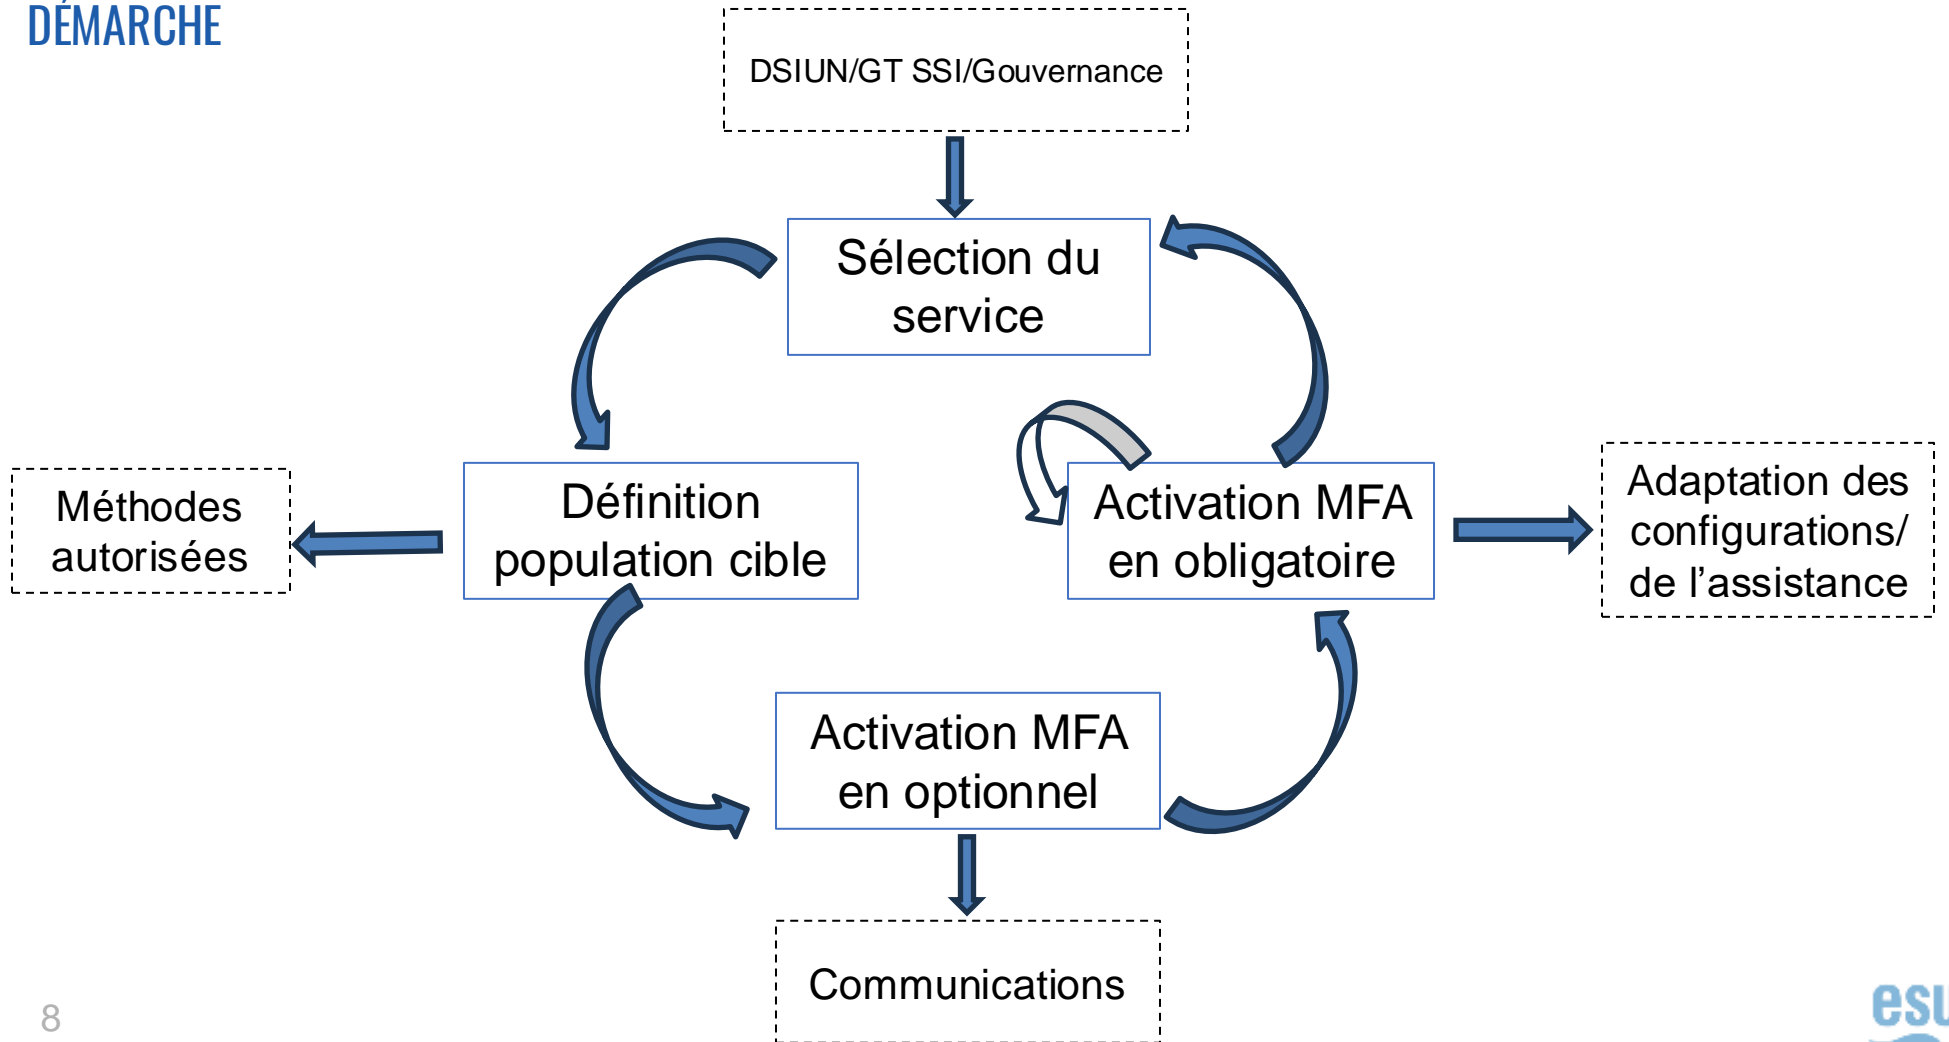 DÉMARCHE
DSIUN/GT SSI/Gouvernance
Sélection du
service
Méthodes
autorisées
Définition
population cible
Activation MFA
en obligatoire
Adaptation des
configurations/
de l’assistance
Activation MFA
en optionnel
Communications
8
esu